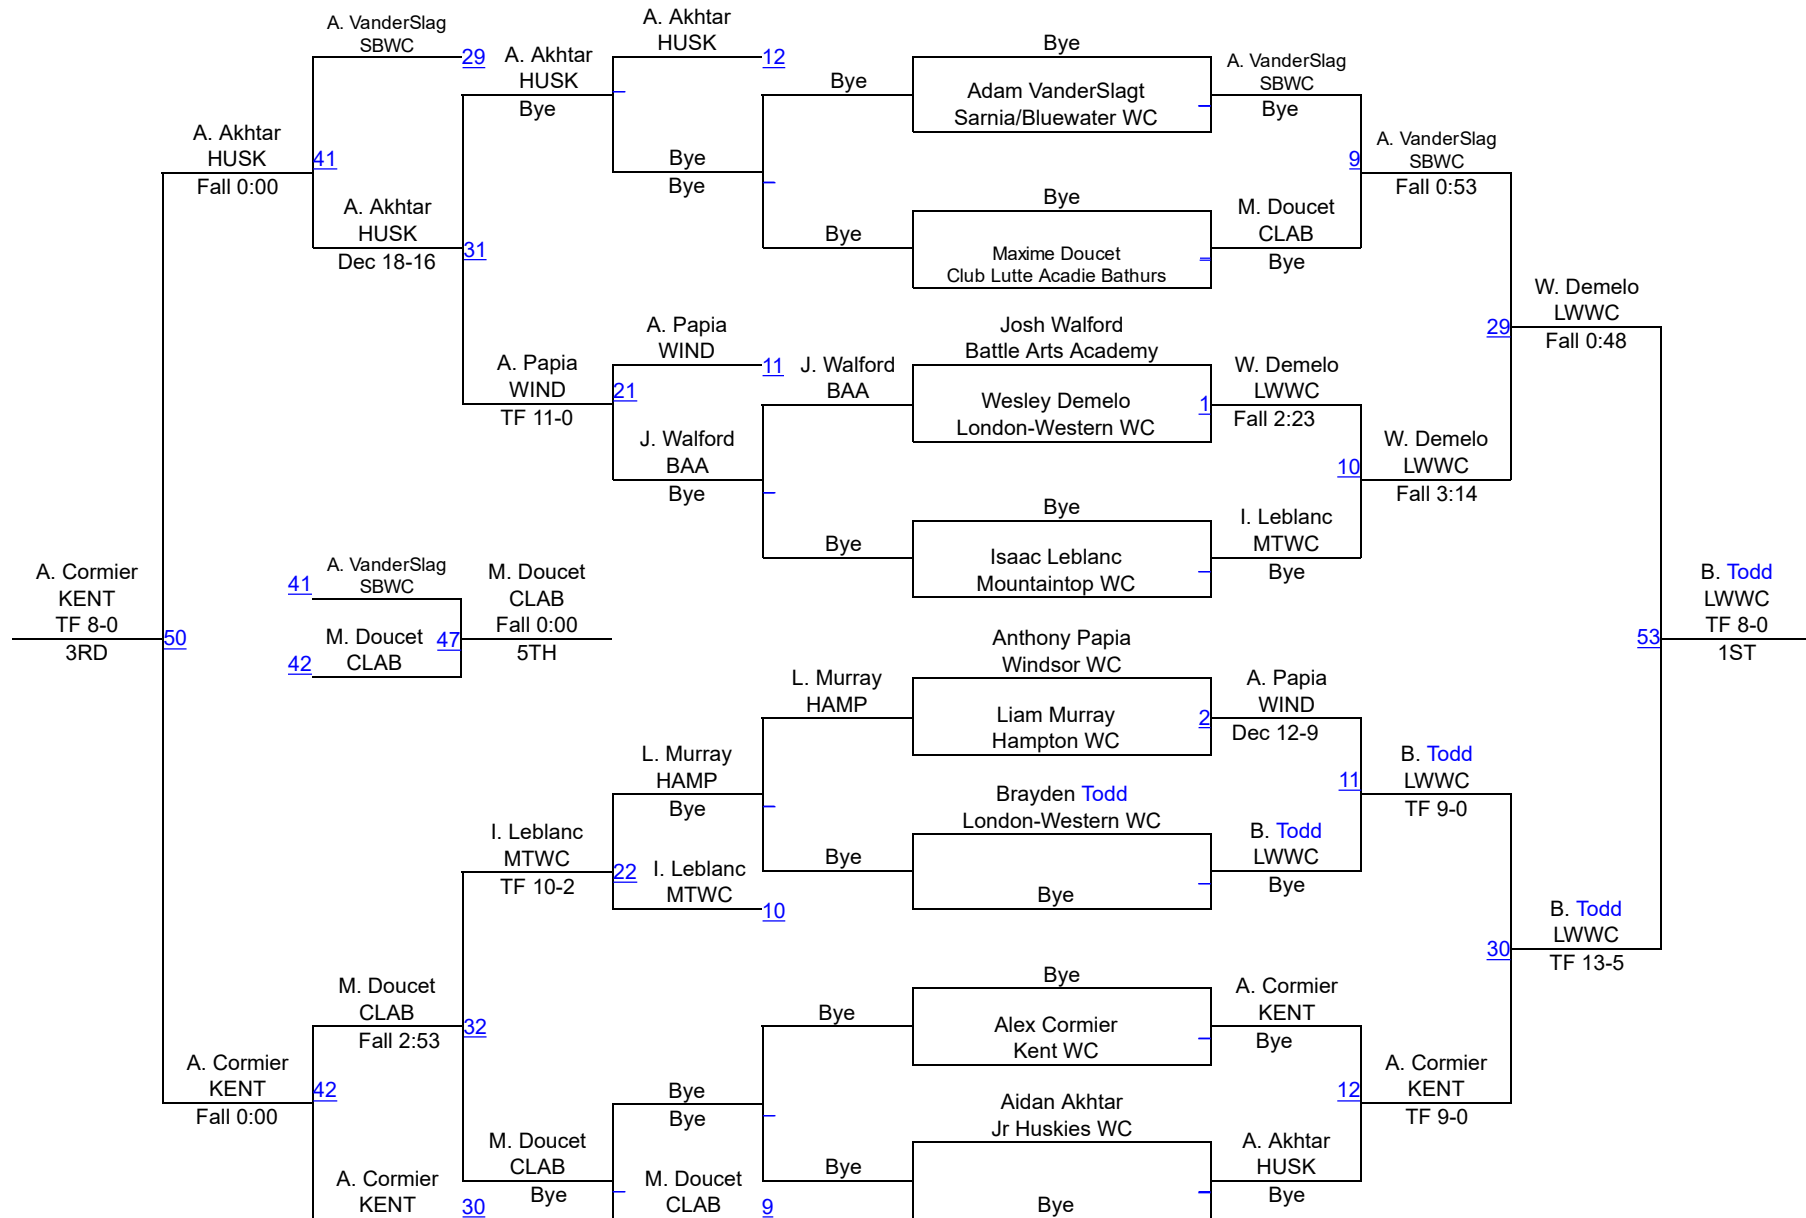 A. VanderSlag
SBWC
29
A. Akhtar
HUSK
Bye
A. Akhtar
HUSK
12
Bye
Bye
Adam VanderSlagt
Sarnia/Bluewater WC
A. VanderSlag
SBWC
Bye
A. Akhtar
HUSK
Fall 0:00
41
Bye
Bye
9
A. VanderSlag
SBWC
Fall 0:53
A. Akhtar
HUSK
Dec 18-16
31
Bye
Bye
Maxime Doucet
Club Lutte Acadie Bathurs
M. Doucet
CLAB
Bye
W. Demelo
LWWC
Fall 0:48
29
A. Papia
WIND
TF 11-0
21
A. Papia
WIND
11
J. Walford
BAA
Josh Walford
Battle Arts Academy
Wesley Demelo
London-Western WC
1
W. Demelo
LWWC
Fall 2:23
J. Walford
BAA
Bye
10
W. Demelo
LWWC
Fall 3:14
Bye
Bye
Isaac Leblanc
Mountaintop WC
I. Leblanc
MTWC
Bye
A. Cormier
KENT
TF 8-0
3RD
50
41
A. VanderSlag
SBWC
42
M. Doucet
CLAB
47
M. Doucet
CLAB
Fall 0:00
5TH
B. Todd
LWWC
TF 8-0
1ST
53
Anthony Papia
Windsor WC
Liam Murray
Hampton WC
2
L. Murray
HAMP
A. Papia
WIND
Dec 12-9
L. Murray
HAMP
Bye
11
B. Todd
LWWC
TF 9-0
I. Leblanc
MTWC
TF 10-2
22
I. Leblanc
MTWC
10
Bye
Brayden Todd
London-Western WC
Bye
B. Todd
LWWC
Bye
30
B. Todd
LWWC
TF 13-5
M. Doucet
CLAB
Fall 2:53
32
Bye
Bye
Alex Cormier
Kent WC
A. Cormier
KENT
Bye
A. Cormier
KENT
Fall 0:00
42
Bye
Bye
12
A. Cormier
KENT
TF 9-0
A. Cormier
KENT
30
M. Doucet
CLAB
Bye
M. Doucet
CLAB
9
Bye
Aidan Akhtar
Jr Huskies WC
Bye
A. Akhtar
HUSK
Bye